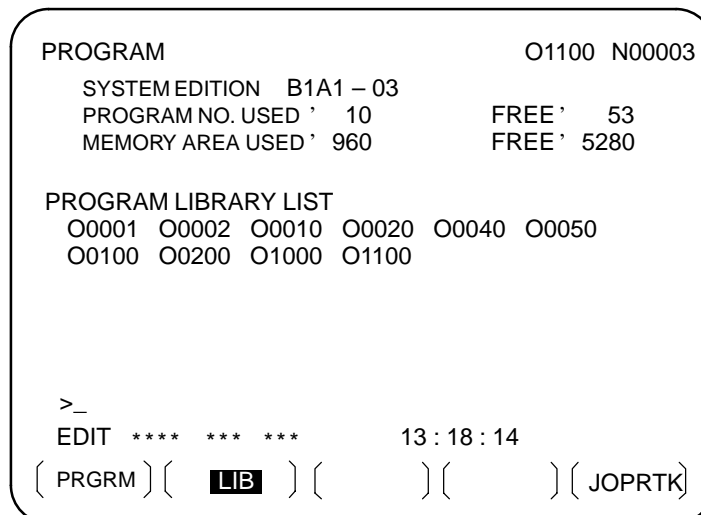 PROGRAM O1100 N00003
SYSTEM EDITION B1A1 – 03
PROGRAM NO. USED ’ 10 FREE ’ 53
MEMORY AREA USED ’ 960 FREE ’ 5280
PROGRAM LIBRARY LIST
O0001 O0002 O0010 O0020 O0040 O0050
O0100 O0200 O1000 O1100
>_
EDIT **** *** *** 13 : 18 : 14
[ PRGRM ] [ LIB ] [ ] [ ] [ JOPRTK]